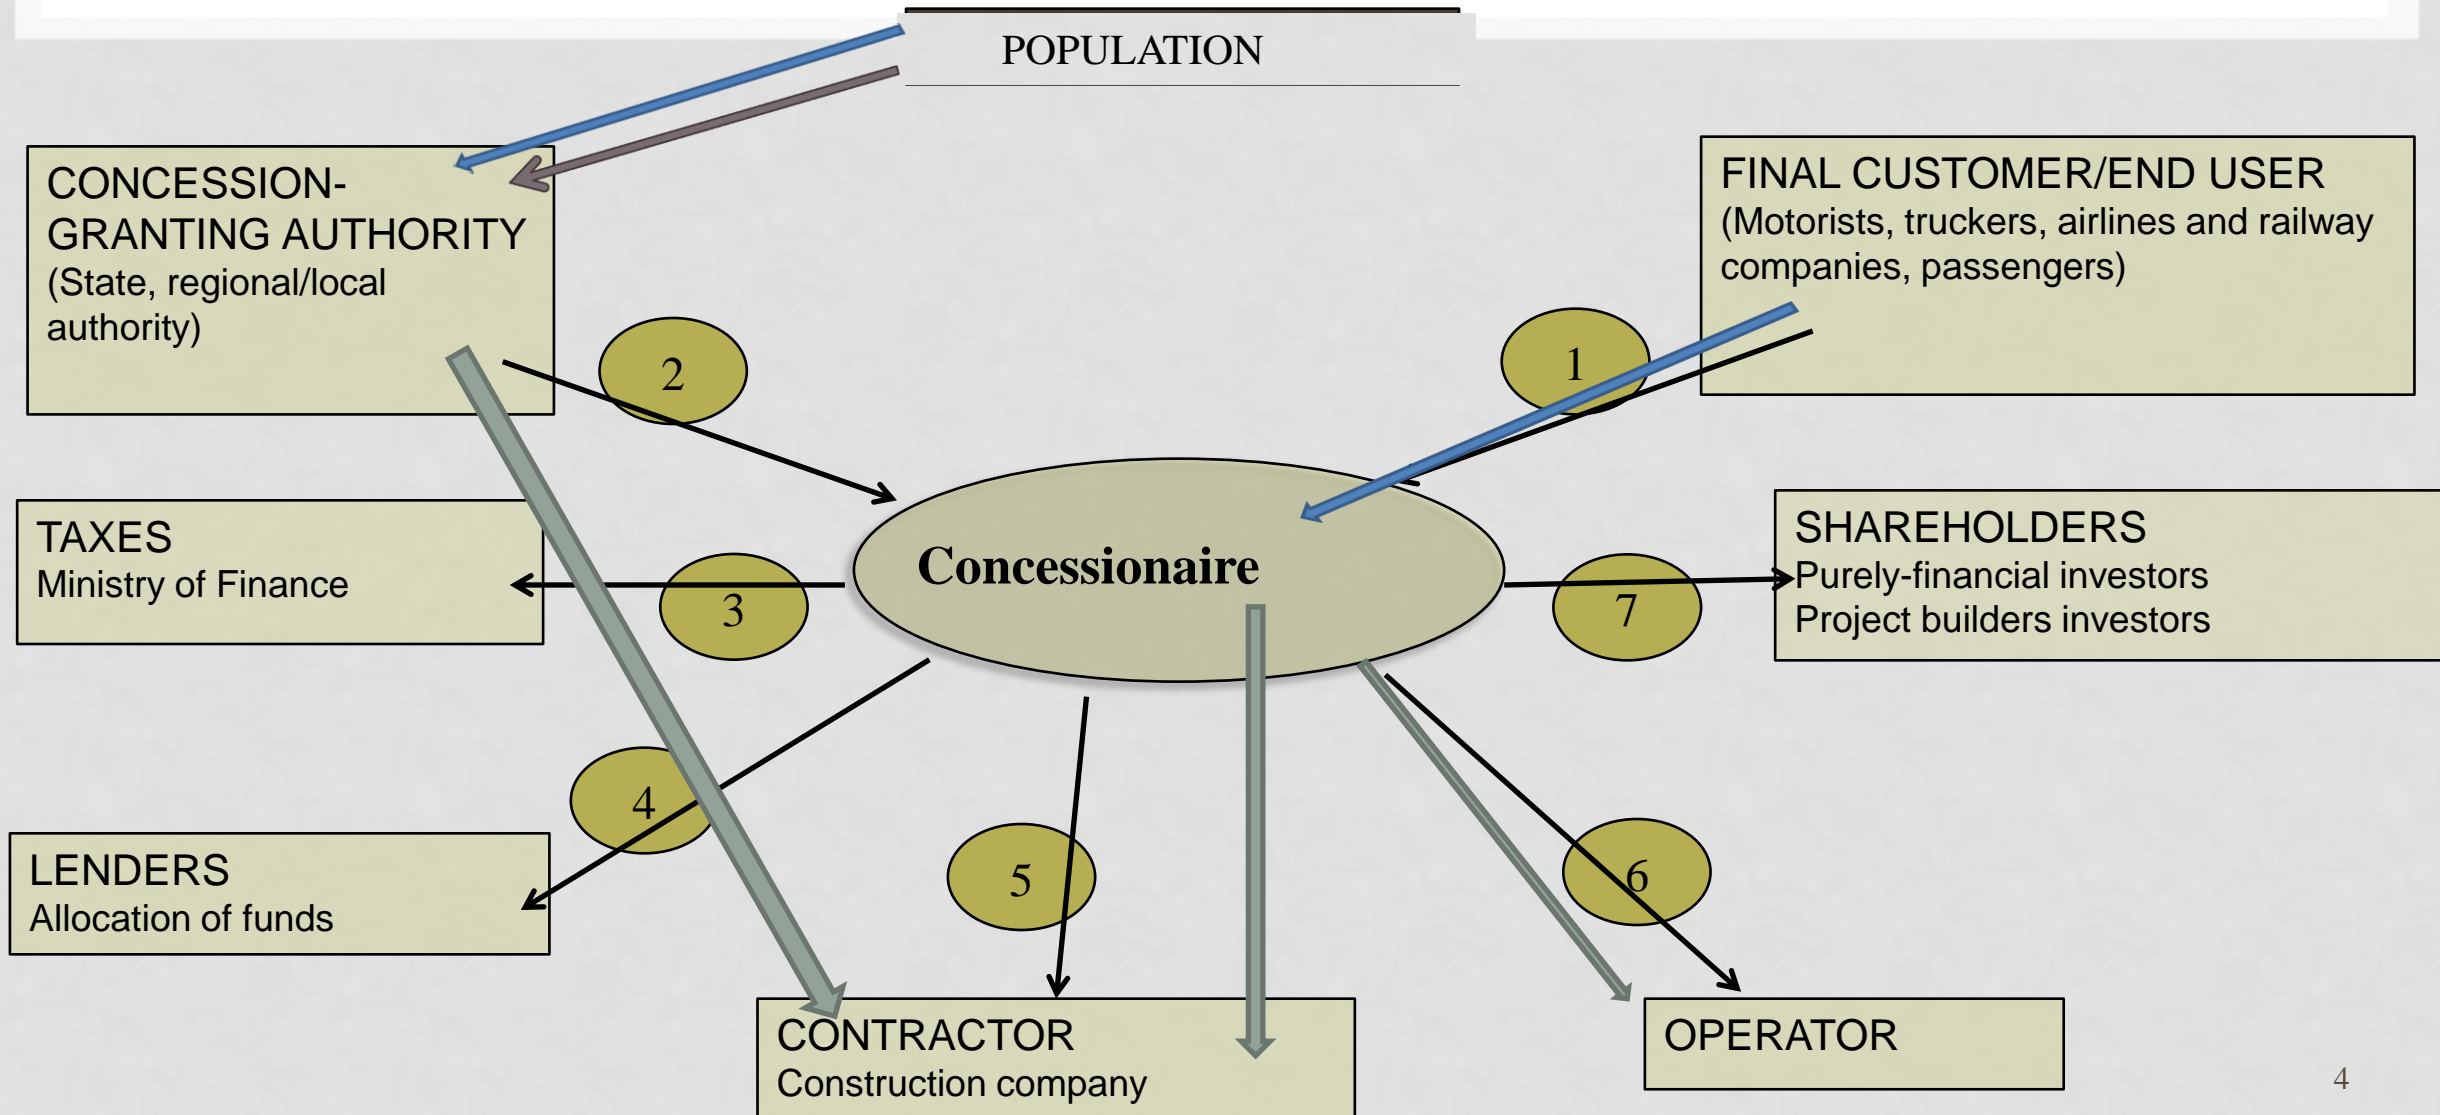 POPULATION
CONCESSION-
GRANTING AUTHORITY
(State, regional/local
authority)
FINAL CUSTOMER/END USER
(Motorists, truckers, airlines and railway
companies, passengers)
2
1
TAXES
Ministry of Finance
3
Concessionaire
7
SHAREHOLDERS
Purely-financial investors
Project builders investors
4
LENDERS
Allocation of funds
5
6
CONTRACTOR
Construction company
OPERATOR
4